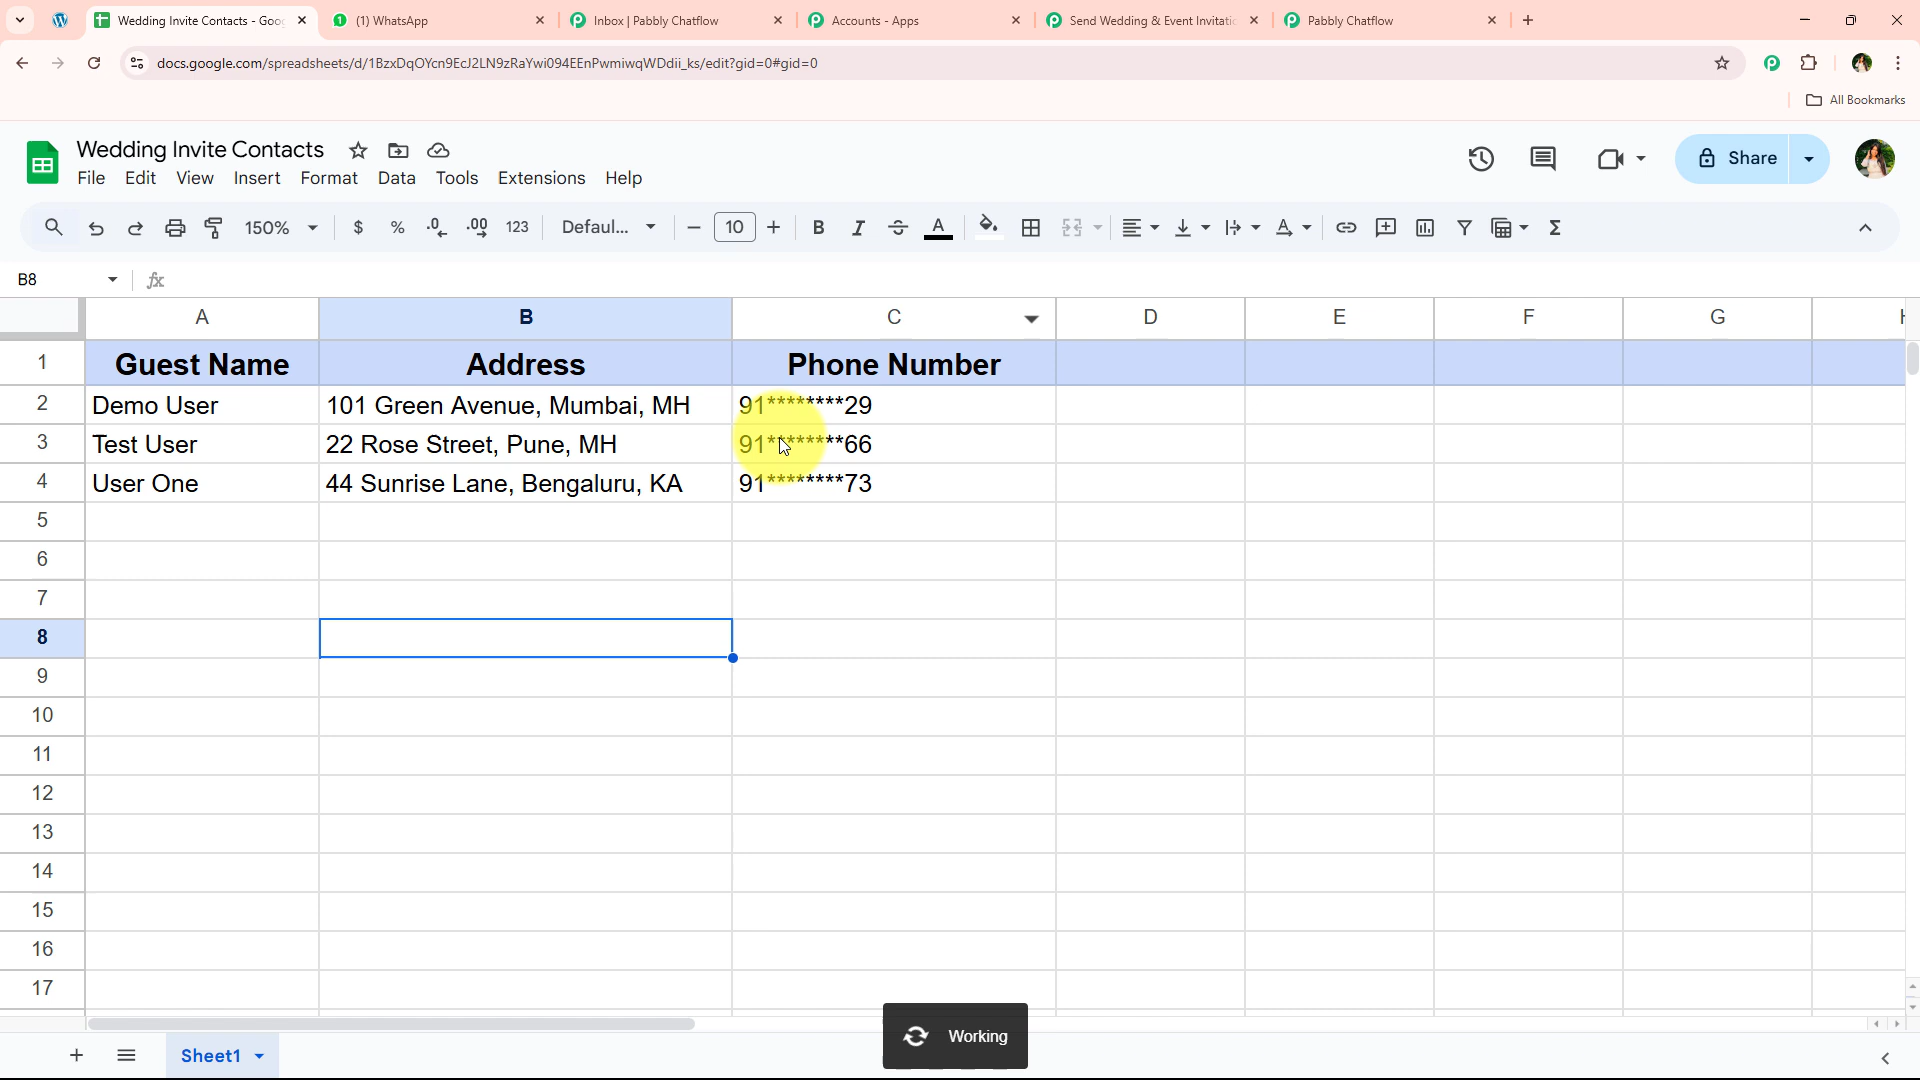 Wedding Invite Contacts - Goo
(1) WhatsApp
Inbox | Pabbly Chatflow
Accounts - Apps
Send Wedding & Event Invitati
Pabbly Chatflow
docs.google.com/spreadsheets/d/1BzxDqOYcn9EcJ2LN9zRaYwi094EEnPwmiwqWDdii_ks/edit?gid=0#gid=0
All Bookmarks
Wedding Invite Contacts
File Edit View Insert Format Data Tools Extensions Help
Share
150% $ % .0 .00 123 Defaul... 10 B I A
B8 fx
A B C D E F G
1 Guest Name Address Phone Number
2 Demo User 101 Green Avenue, Mumbai, MH 91********29
3 Test User 22 Rose Street, Pune, MH 91********66
4 User One 44 Sunrise Lane, Bengaluru, KA 91********73
5
6
7
8
9
10
11
12
13
14
15
16
17
Working
Sheet1